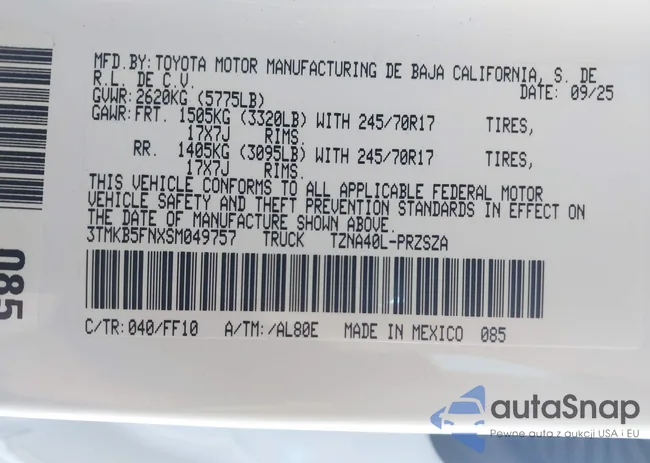 MFD.BY: TOYOTA MOTOR MANUFACTURING DE BAJA CALIFORNIA, S. DE
R.L. DE C.V. DATE: 09/25
GVWR: 2620KG (5775LB)
GAWR: FRT. 1505KG (3320LB) WITH 245/70R17 TIRES,
17X7J RIMS.
RR. 1405KG (3095LB) WITH 245/70R17 TIRES,
17X7J RIMS.
THIS VEHICLE CONFORMS TO ALL APPLICABLE FEDERAL MOTOR
VEHICLE SAFETY AND THEFT PREVENTION STANDARDS IN EFFECT ON
THE DATE OF MANUFACTURE SHOWN ABOVE.
3TMKB5FNXSM049757 TRUCK TZNA40L-PRZSZA
C/TR: 040/FF10 A/TM: /AL80E MADE IN MEXICO 085
085
autaSnap
Pewne auta z aukcji USA i EU